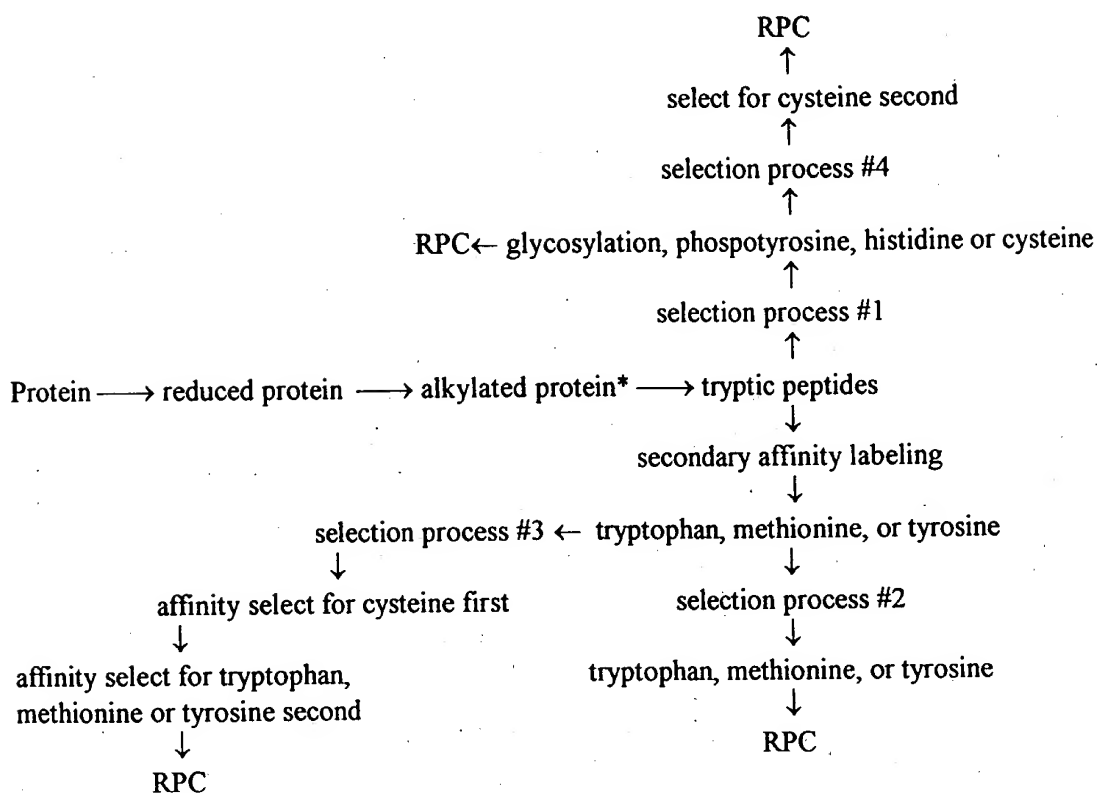 RPC
↑
select for cysteine second
↑
selection process #4
↑
RPC← glycosylation, phospotyrosine, histidine or cysteine
↑
selection process #1
↑
Protein ⟶ reduced protein ⟶ alkylated protein* ⟶ tryptic peptides
↓
secondary affinity labeling
↓
selection process #3 ← tryptophan, methionine, or tyrosine
↓ ↓
affinity select for cysteine first selection process #2
↓ ↓
affinity select for tryptophan, tryptophan, methionine, or tyrosine
methionine or tyrosine second ↓
↓ RPC
RPC